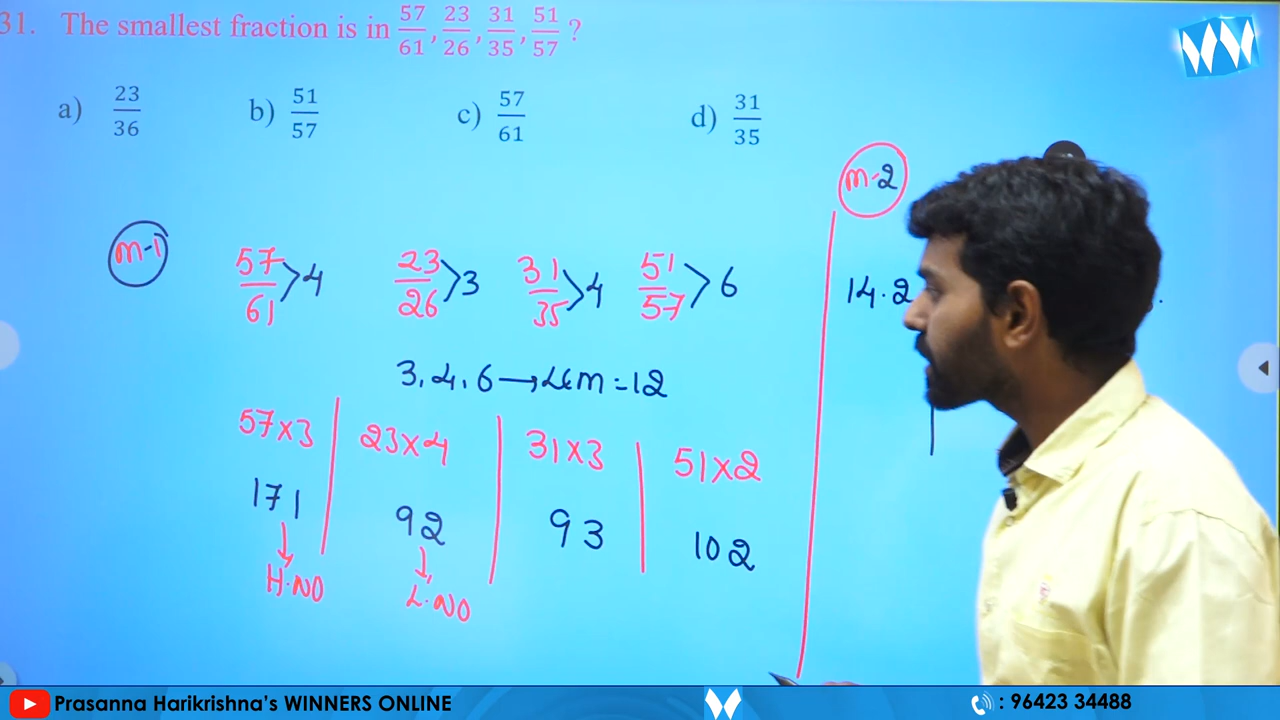 31. The smallest fraction is in 57/61, 23/26, 31/35, 51/57 ?
a) 23/36 b) 51/57 c) 57/61 d) 31/35
m-2
m-1
57/61 > 4 23/26 > 3 31/35 > 4 51/57 > 6
14.2
3, 4, 6 → LCM = 12
57×3 23×4 31×3 51×2
171 92 93 102
H.NO L.NO
Prasanna Harikrishna's WINNERS ONLINE
: 96423 34488